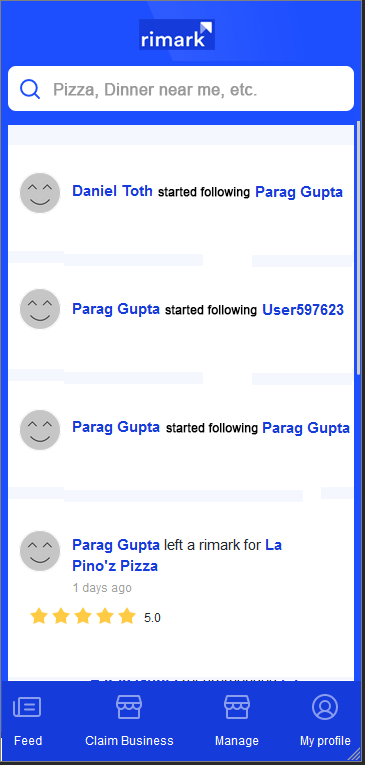 rimark
Pizza, Dinner near me, etc.
Daniel Toth started following Parag Gupta
Parag Gupta started following User597623
Parag Gupta started following Parag Gupta
Parag Gupta left a rimark for La
Pino'z Pizza
1 days ago
5.0
Feed Claim Business Manage My profile